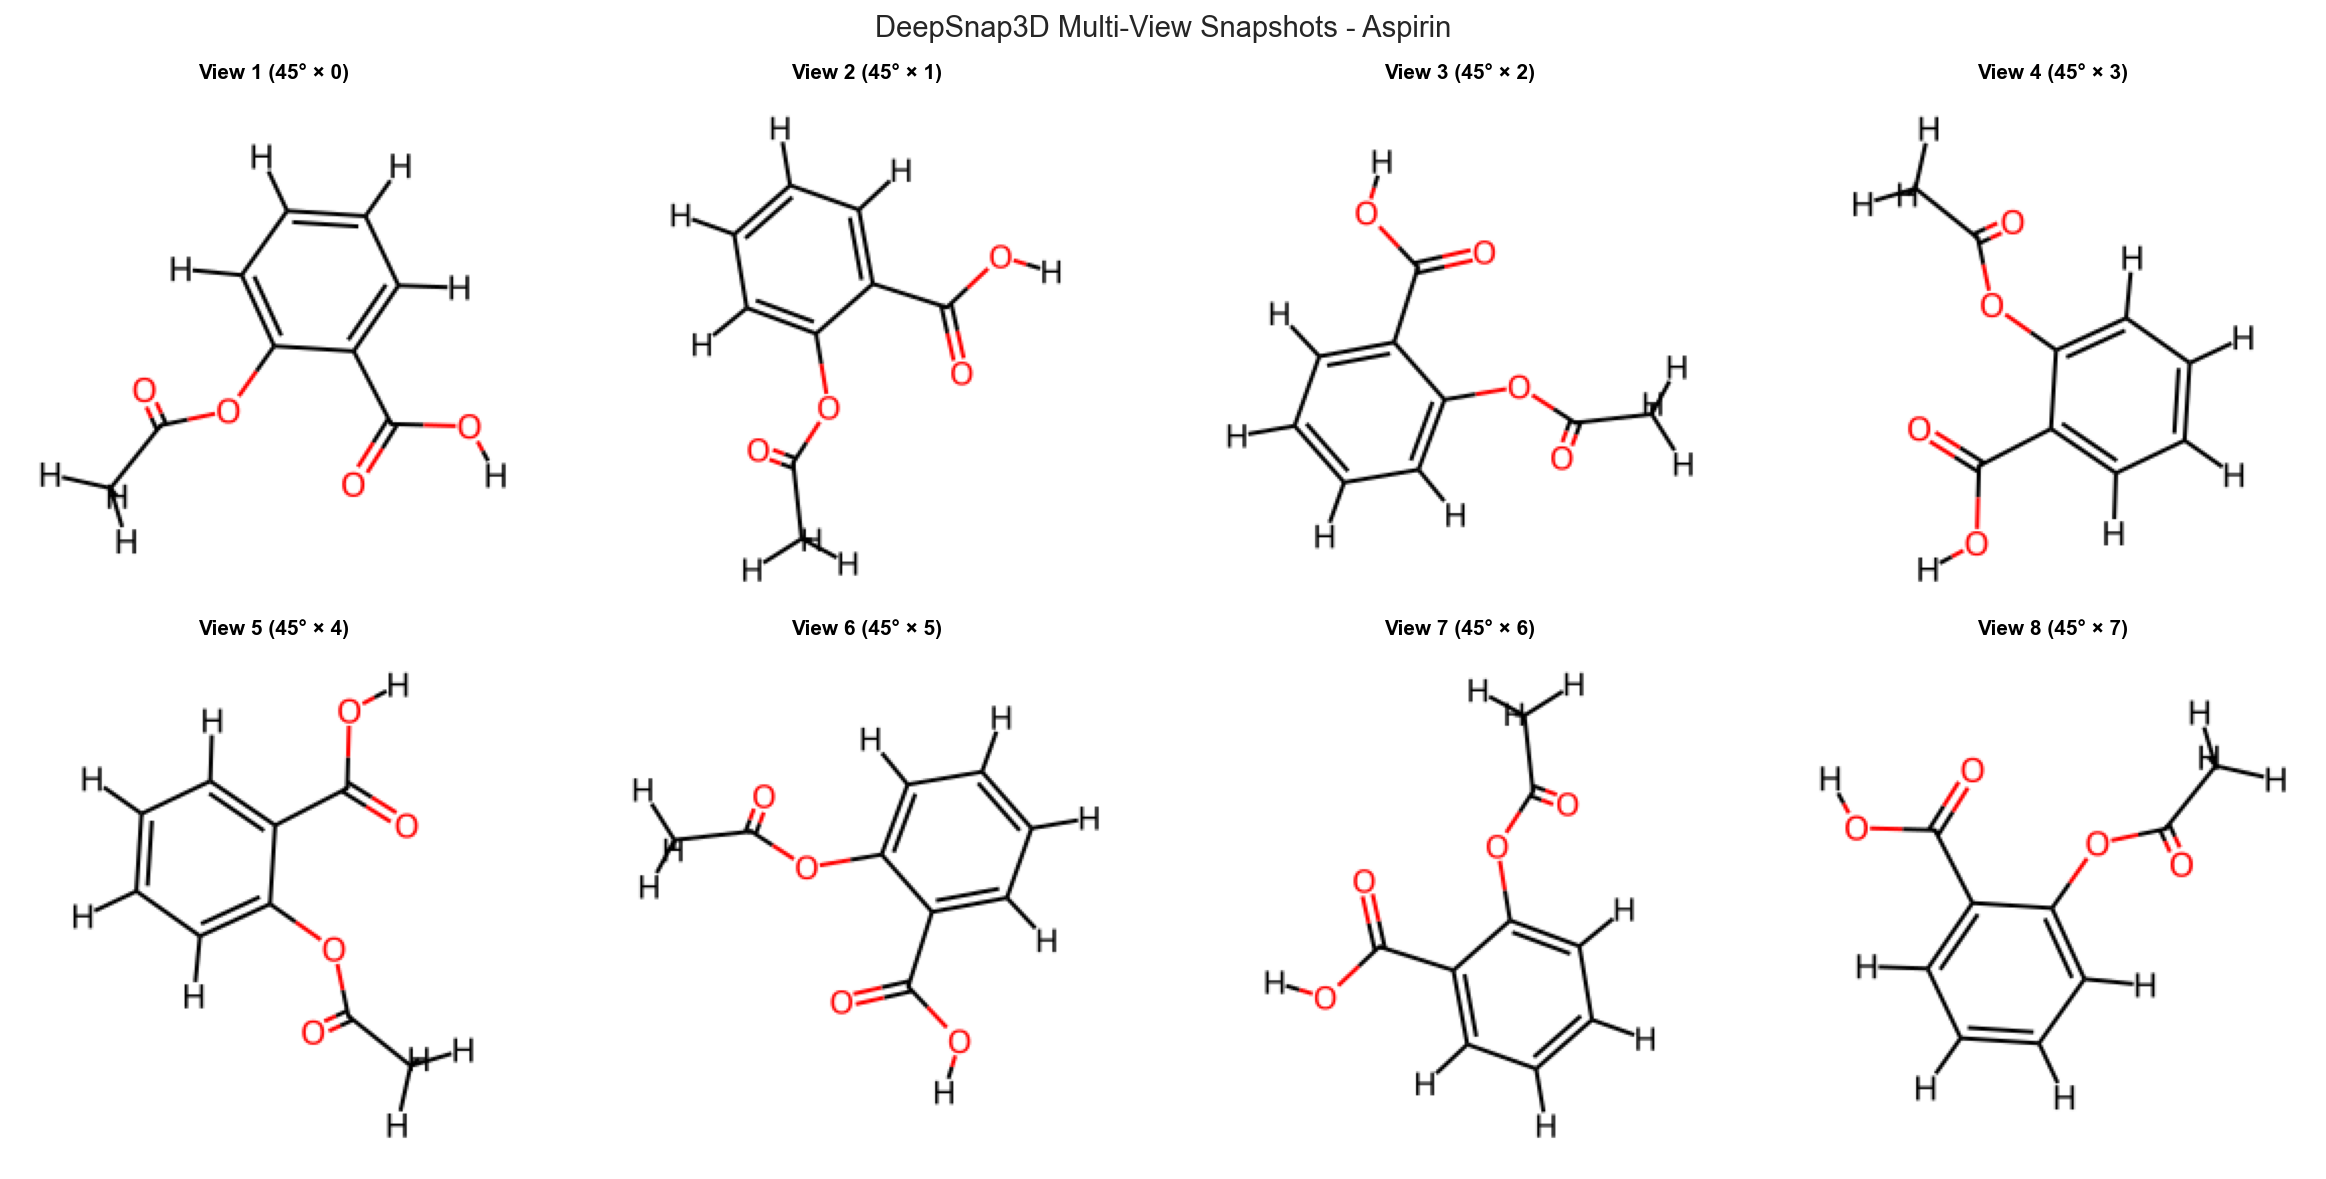 DeepSnap3D Multi-View Snapshots - Aspirin
View 1 (45° × 0)
View 2 (45° × 1)
View 3 (45° × 2)
View 4 (45° × 3)
H H H H O O O O H H H H
H H H H O H O O O H H H
H O O H H O H H O H H H
H H H O O H H O H O H H
View 5 (45° × 4)
View 6 (45° × 5)
View 7 (45° × 6)
View 8 (45° × 7)
H O H H O H O H O H H H
H H H O H O H H O H O H
H H H O O O H H O H H H
H H O H H O O H H O H H